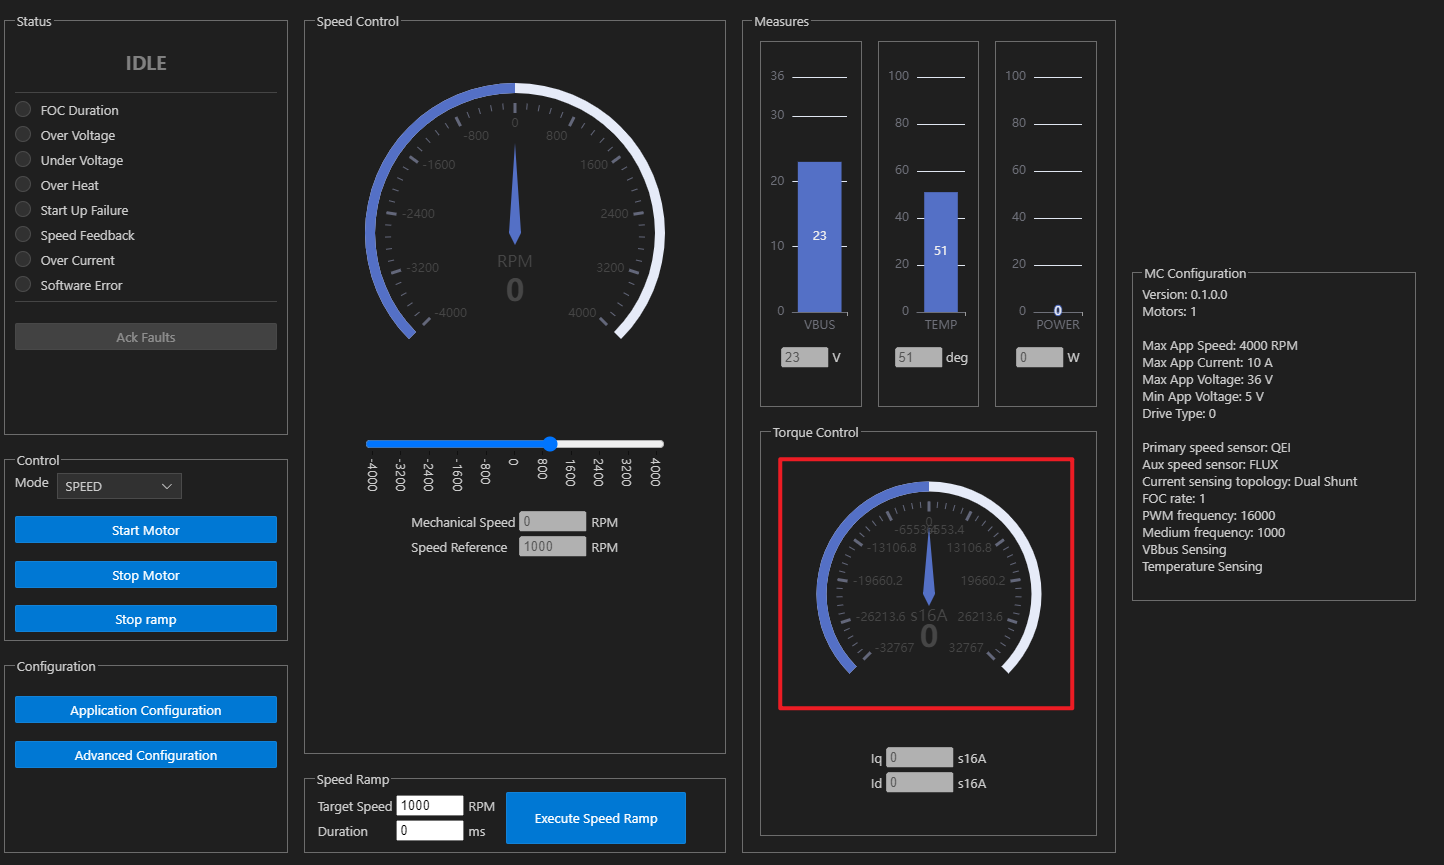 Status
IDLE
FOC Duration
Over Voltage
Under Voltage
Over Heat
Start Up Failure
Speed Feedback
Over Current
Software Error
Ack Faults
Control
Mode SPEED
Start Motor
Stop Motor
Stop ramp
Configuration
Application Configuration
Advanced Configuration
Speed Control
-4000
-3200
-2400
-1600
-800
0
800
1600
2400
3200
4000
RPM
0
-4000 -3200 -2400 -1600 -800 0 800 1600 2400 3200 4000
Mechanical Speed 0 RPM
Speed Reference 1000 RPM
Speed Ramp
Target Speed 1000 RPM
Duration 0 ms
Execute Speed Ramp
Measures
36
30
20
10
0
23
VBUS
23 V
100
80
60
40
20
0
51
TEMP
51 deg
100
80
60
40
20
0
0
POWER
0 W
Torque Control
-32767
-26213.6
-19660.2
-13106.8
0
13106.8
19660.2
26213.6
32767
s16A
0
Iq 0 s16A
Id 0 s16A
MC Configuration
Version: 0.1.0.0
Motors: 1
Max App Speed: 4000 RPM
Max App Current: 10 A
Max App Voltage: 36 V
Min App Voltage: 5 V
Drive Type: 0
Primary speed sensor: QEI
Aux speed sensor: FLUX
Current sensing topology: Dual Shunt
FOC rate: 1
PWM frequency: 16000
Medium frequency: 1000
VBbus Sensing
Temperature Sensing